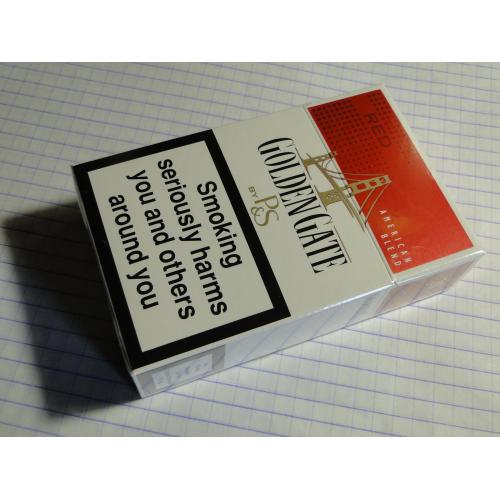 RED
AMERICAN
BLEND
GOLDEN GATE
BY P&S
Smoking
seriously harms
you and others
around you